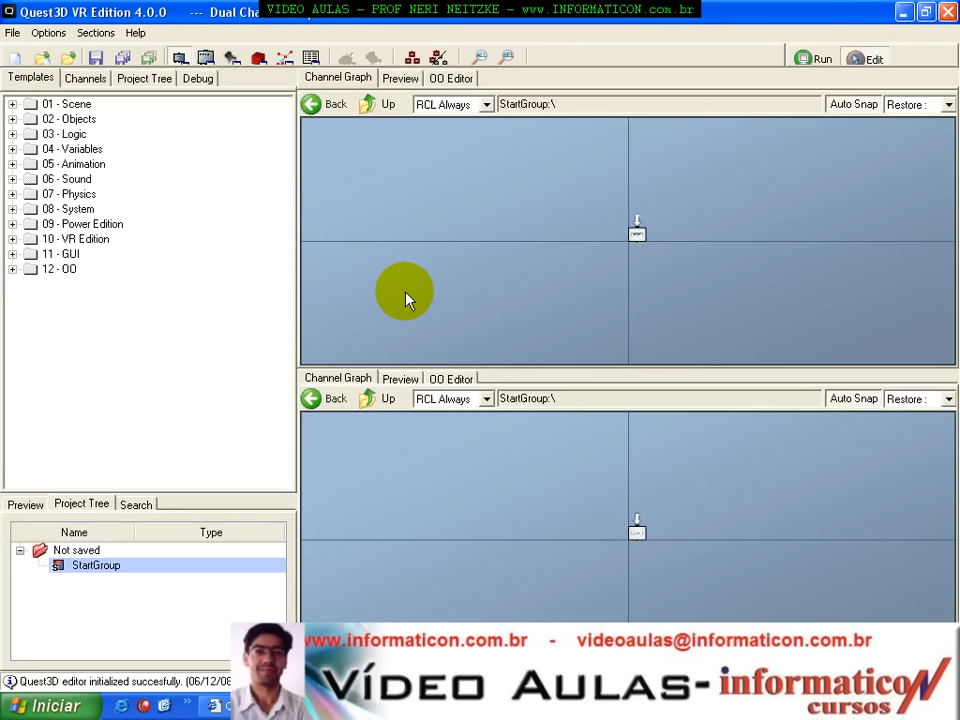 Quest3D VR Edition 4.0.0 --- Dual Cha
VIDEO AULAS - PROF NERI NEITZKE - www.INFORMATICON.com.br
File Options Sections Help
Run Edit
Templates Channels Project Tree Debug
Channel Graph Preview OO Editor
Back Up RCL Always StartGroup:\ Auto Snap Restore :
01 - Scene
02 - Objects
03 - Logic
04 - Variables
05 - Animation
06 - Sound
07 - Physics
08 - System
09 - Power Edition
10 - VR Edition
11 - GUI
12 - OO
Channel Graph Preview OO Editor
Back Up RCL Always StartGroup:\ Auto Snap Restore :
Preview Project Tree Search
Name Type
Not saved
StartGroup
www.informaticon.com.br - videoaulas@informaticon.com.br
Quest3D editor initialized succesfully. (06/12/08
VÍDEO AULAS-informaticon
cursos
Iniciar